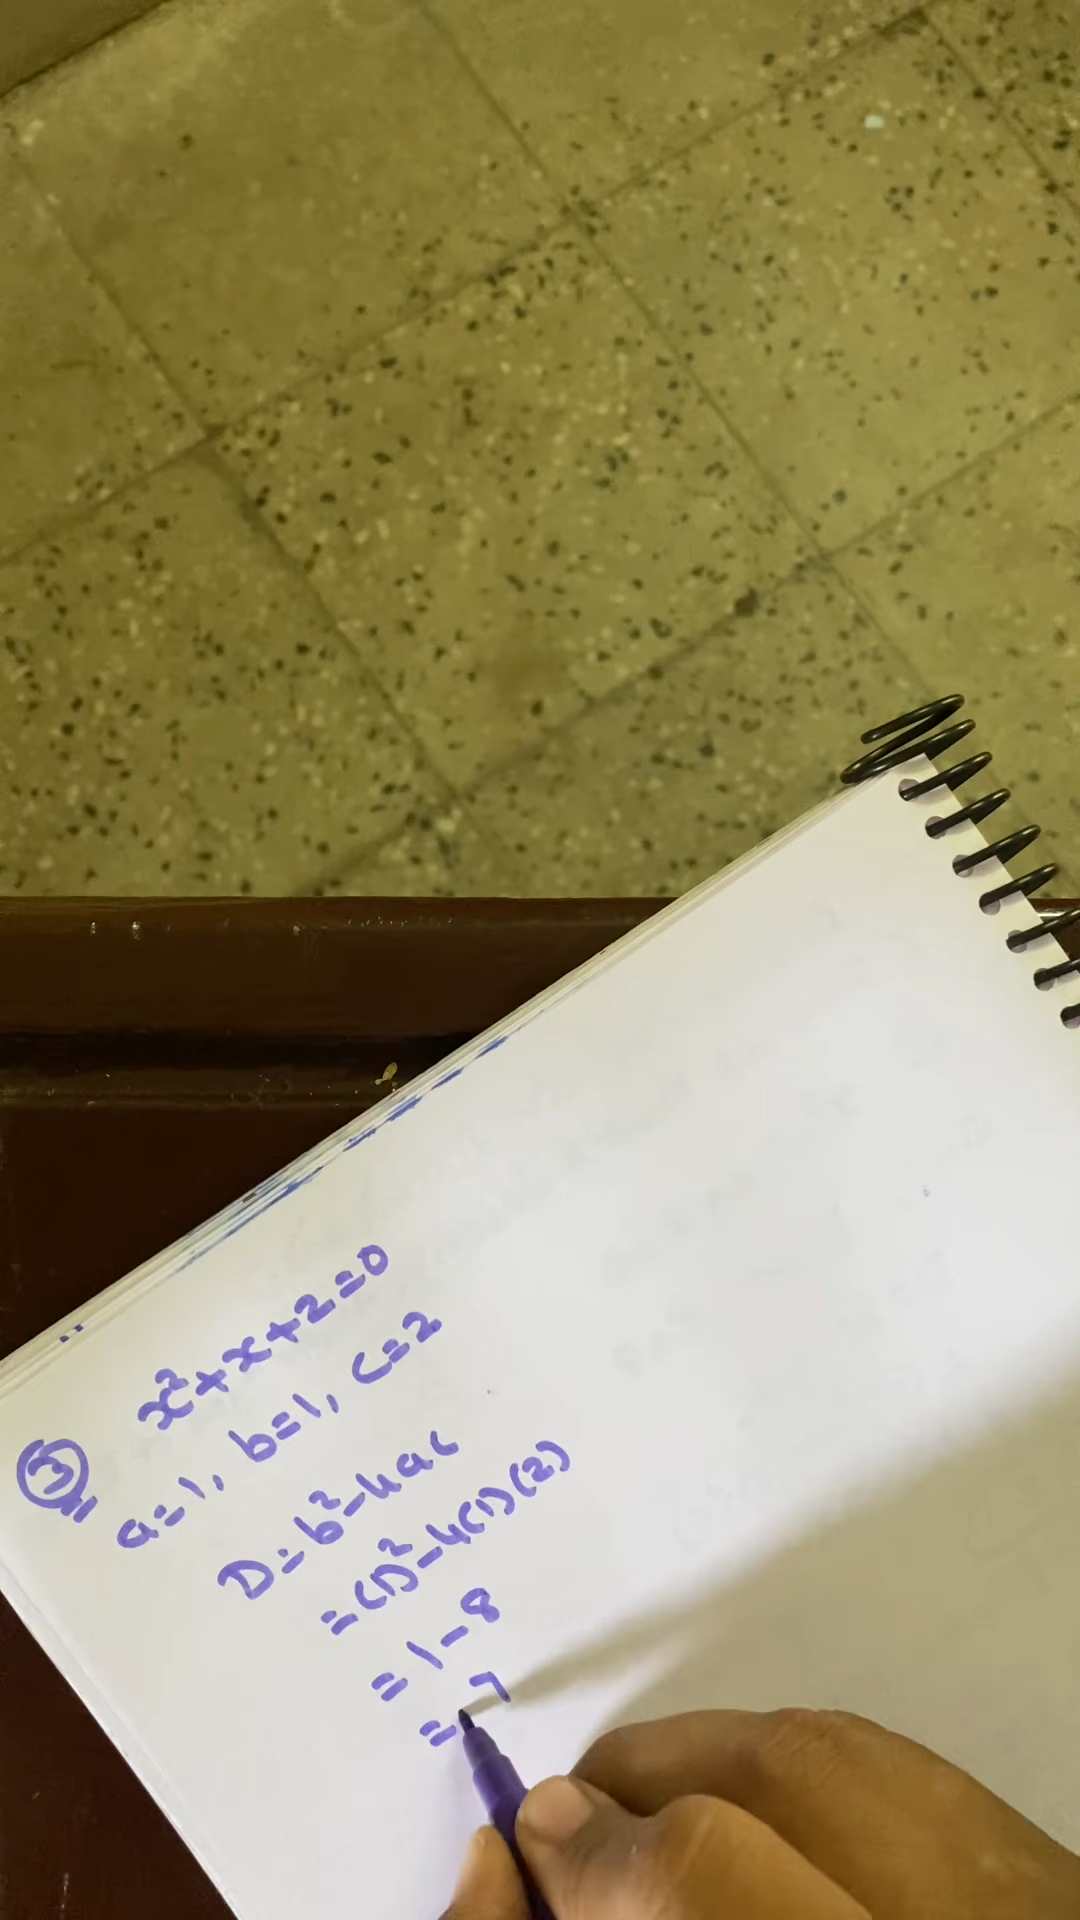 ③ x²+x+2=0
a=1, b=1, c=2
D=b²-4ac
=(1)²-4(1)(2)
=1-8
= 7